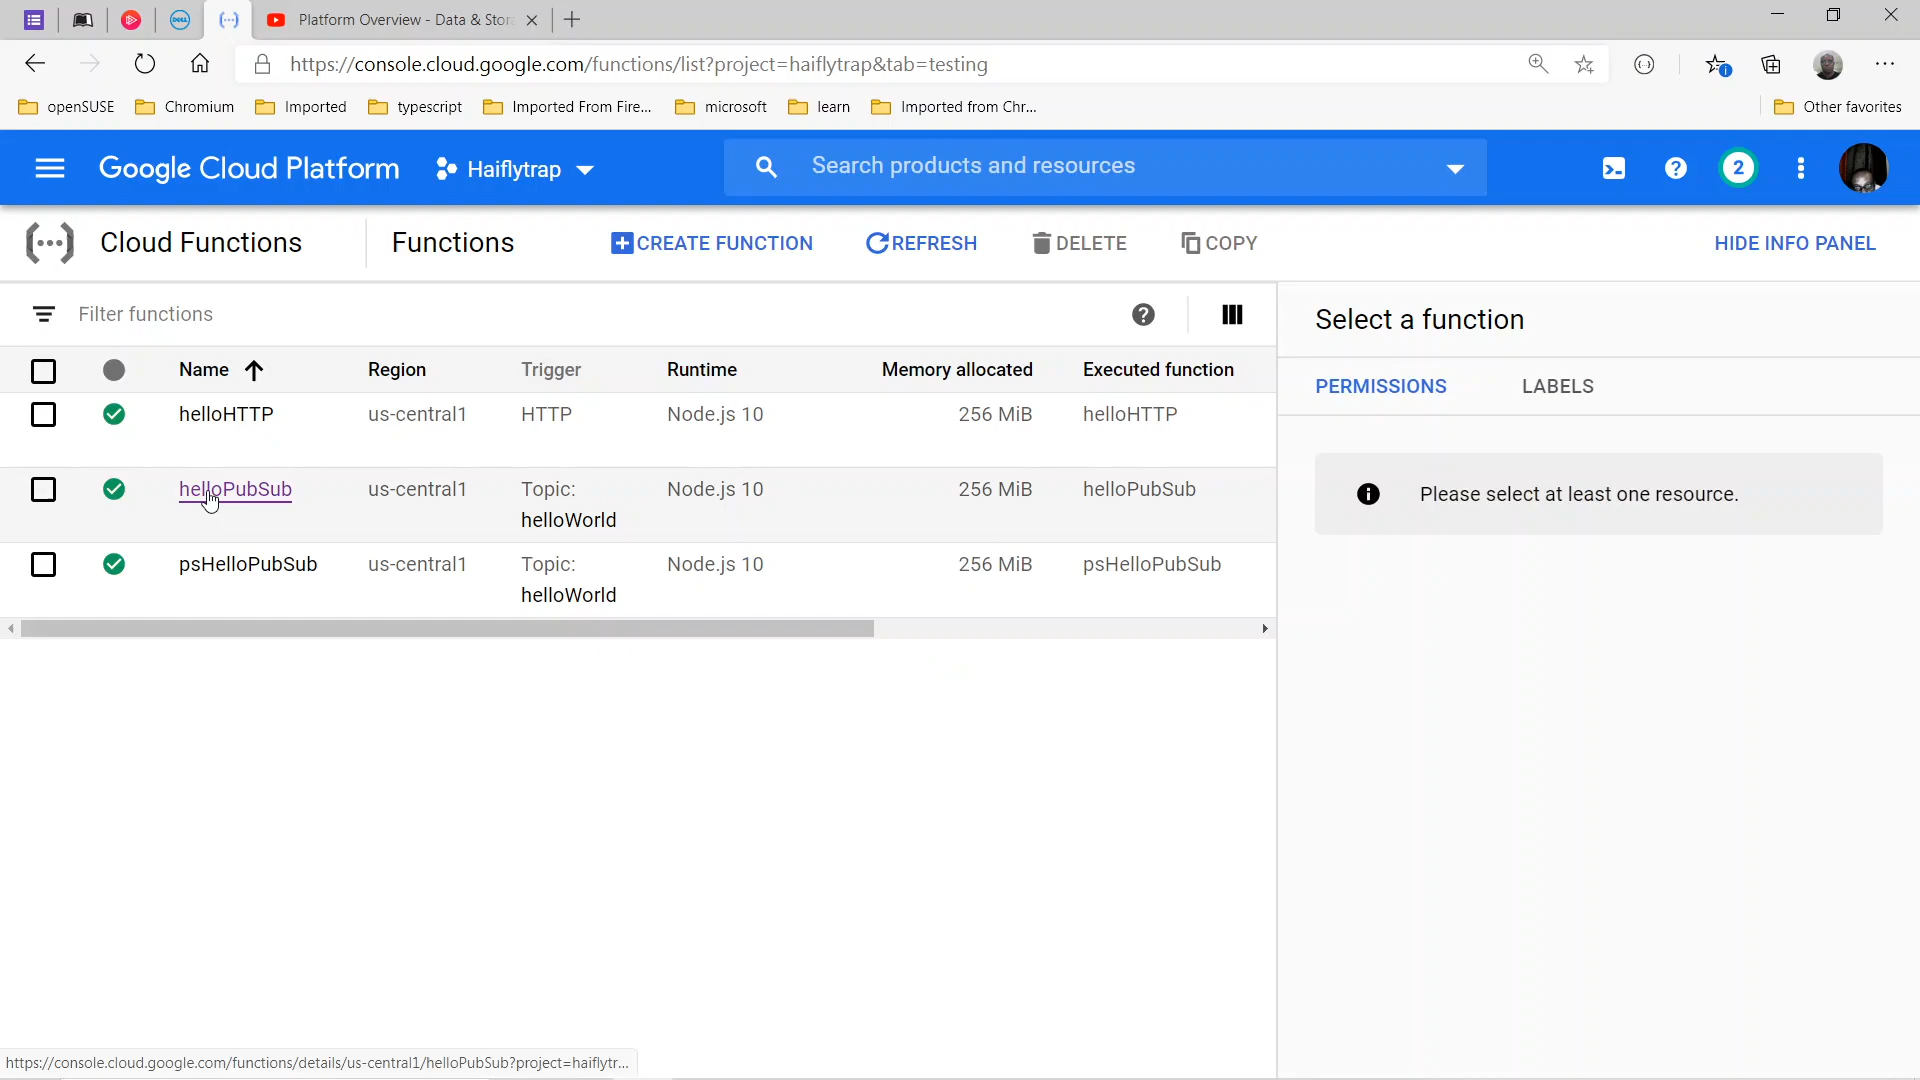 Platform Overview - Data & Stor
https://console.cloud.google.com/functions/list?project=haiflytrap&tab=testing
openSUSE Chromium Imported typescript Imported From Fire... microsoft learn Imported from Chr... Other favorites
Google Cloud Platform Haiflytrap Search products and resources 2
Cloud Functions Functions CREATE FUNCTION REFRESH DELETE COPY HIDE INFO PANEL
Filter functions
Name Region Trigger Runtime Memory allocated Executed function
helloHTTP us-central1 HTTP Node.js 10 256 MiB helloHTTP
helloPubSub us-central1 Topic: Node.js 10 256 MiB helloPubSub
helloWorld
psHelloPubSub us-central1 Topic: Node.js 10 256 MiB psHelloPubSub
helloWorld
Select a function
PERMISSIONS LABELS
Please select at least one resource.
https://console.cloud.google.com/functions/details/us-central1/helloPubSub?project=haiflytr...